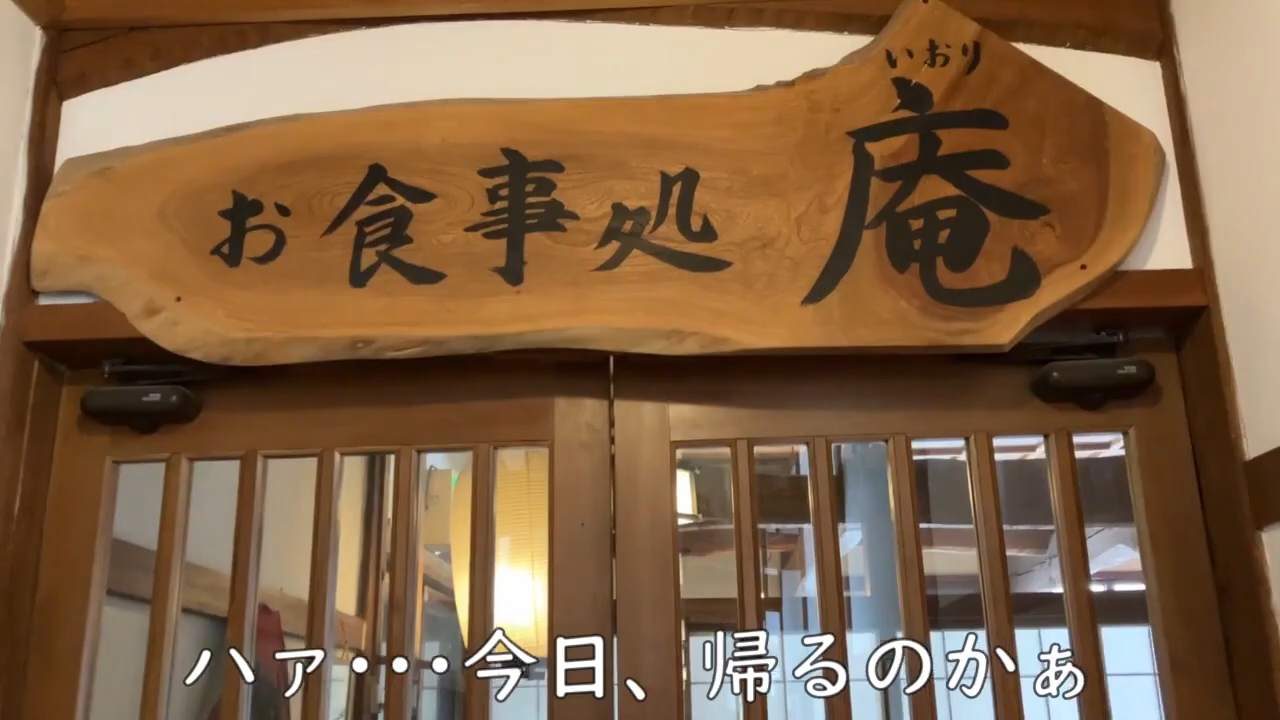 いおり
お食事処 庵
ハァ・・・今日、帰るのかぁ